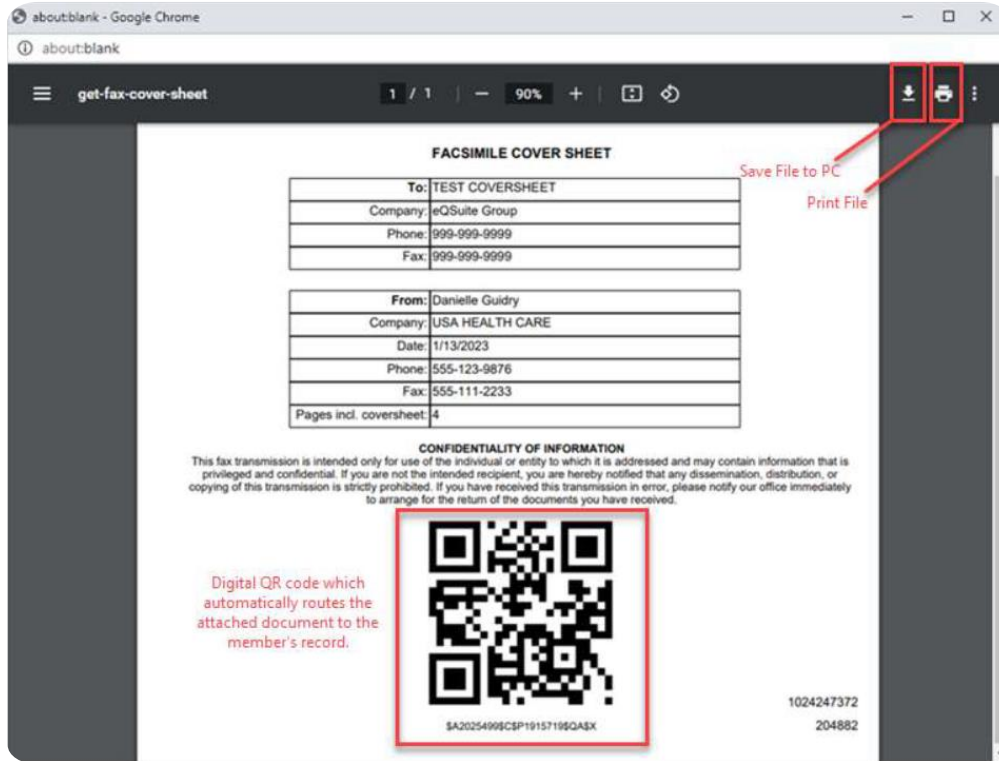 about:blank - Google Chrome
about:blank
get-fax-cover-sheet
1 / 1
90%
FACSIMILE COVER SHEET
Save File to PC
Print File
To: TEST COVERSHEET
Company: eQSuite Group
Phone: 999-999-9999
Fax: 999-999-9999
From: Danielle Guidry
Company: USA HEALTH CARE
Date: 1/13/2023
Phone: 555-123-9876
Fax: 555-111-2233
Pages incl. coversheet: 4
CONFIDENTIALITY OF INFORMATION
This fax transmission is intended only for use of the individual or entity to which it is addressed and may contain information that is
privileged and confidential. If you are not the intended recipient, you are hereby notified that any dissemination, distribution, or
copying of this transmission is strictly prohibited. If you have received this transmission in error, please notify our office immediately
to arrange for the return of the documents you have received.
Digital QR code which
automatically routes the
attached document to the
member's record.
$A2025499$C$P1915719$QA$X
1024247372
204882